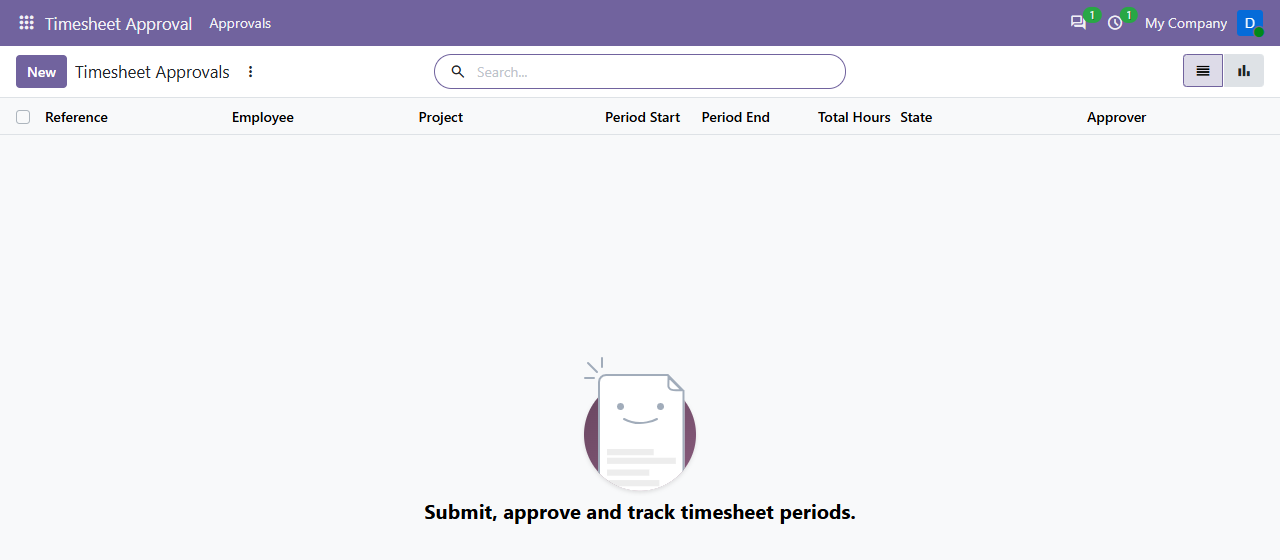 Timesheet Approval Approvals 1 1 My Company D
New Timesheet Approvals Search...
Reference Employee Project Period Start Period End Total Hours State Approver
Submit, approve and track timesheet periods.